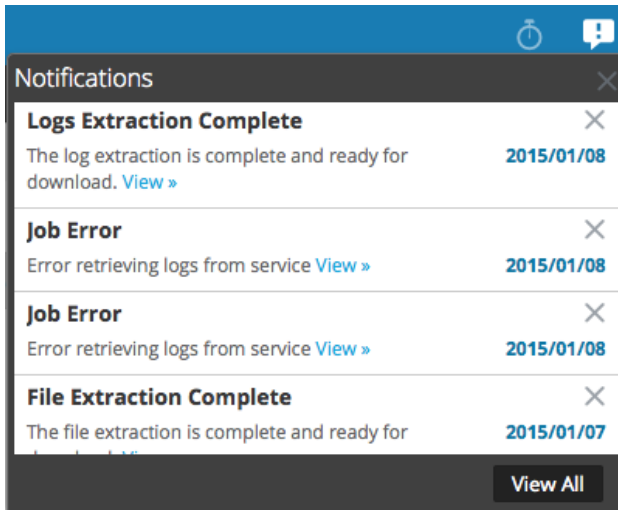 Notifications
Logs Extraction Complete
The log extraction is complete and ready for 2015/01/08
download. View »
Job Error
Error retrieving logs from service View » 2015/01/08
Job Error
Error retrieving logs from service View » 2015/01/08
File Extraction Complete
The file extraction is complete and ready for 2015/01/07
View All